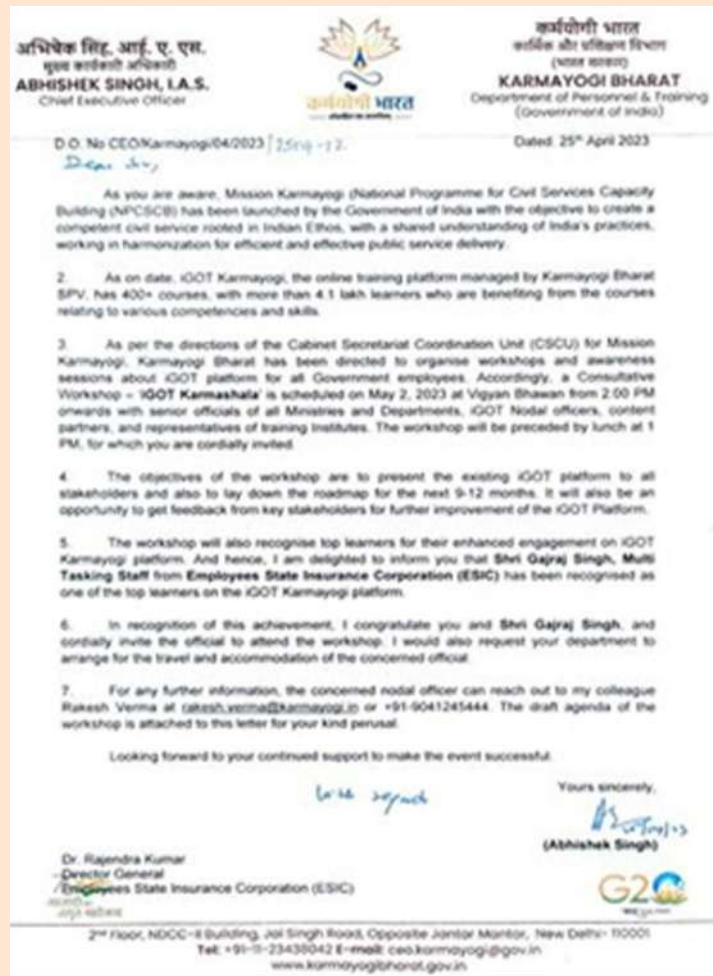 अभिषेक सिंह, आई. ए. एस.
मुख्य कार्यकारी अधिकारी
ABHISHEK SINGH, I.A.S.
Chief Executive Officer
कर्मयोगी भारत
कर्मयोगी भारत
कार्मिक और प्रशिक्षण विभाग
(भारत सरकार)
KARMAYOGI BHARAT
Department of Personnel & Training
(Government of India)
D.O. No CEO/Karmayogi/04/2023
Dated: 25th April 2023
Dear Sir,
As you are aware, Mission Karmayogi (National Programme for Civil Services Capacity
Building (NPCSCB) has been launched by the Government of India with the objective to create a
competent civil service rooted in Indian Ethos, with a shared understanding of India's practices,
working in harmonization for efficient and effective public service delivery.
2. As on date, iGOT Karmayogi, the online training platform managed by Karmayogi Bharat
SPV, has 400+ courses, with more than 4.1 lakh learners who are benefiting from the courses
relating to various competencies and skills.
3. As per the directions of the Cabinet Secretariat Coordination Unit (CSCU) for Mission
Karmayogi, Karmayogi Bharat has been directed to organise workshops and awareness
sessions about iGOT platform for all Government employees. Accordingly, a Consultative
Workshop – 'iGOT Karmashala' is scheduled on May 2, 2023 at Vigyan Bhawan from 2:00 PM
onwards with senior officials of all Ministries and Departments, iGOT Nodal officers, content
partners, and representatives of training Institutes. The workshop will be preceded by lunch at 1
PM, for which you are cordially invited.
4. The objectives of the workshop are to present the existing iGOT platform to all
stakeholders and also to lay down the roadmap for the next 9-12 months. It will also be an
opportunity to get feedback from key stakeholders for further improvement of the iGOT Platform.
5. The workshop will also recognise top learners for their enhanced engagement on iGOT
Karmayogi platform. And hence, I am delighted to inform you that Shri Gajraj Singh, Multi
Tasking Staff from Employees State Insurance Corporation (ESIC) has been recognised as
one of the top learners on the iGOT Karmayogi platform.
6. In recognition of this achievement, I congratulate you and Shri Gajraj Singh, and
cordially invite the official to attend the workshop. I would also request your department to
arrange for the travel and accommodation of the concerned official.
7. For any further information, the concerned nodal officer can reach out to my colleague
Rakesh Verma at rakesh.verma@karmayogi.in or +91-9041245444. The draft agenda of the
workshop is attached to this letter for your kind perusal.
Looking forward to your continued support to make the event successful.
with regards
Yours sincerely,
(Abhishek Singh)
Dr. Rajendra Kumar
Director General
Employees State Insurance Corporation (ESIC)
G20
2nd Floor, NDCC-II Building, Jai Singh Road, Opposite Jantar Mantar, New Delhi- 110001
Tel: +91-11-23438042 E-mail: ceo.karmayogi@gov.in
www.karmayogibharat.gov.in